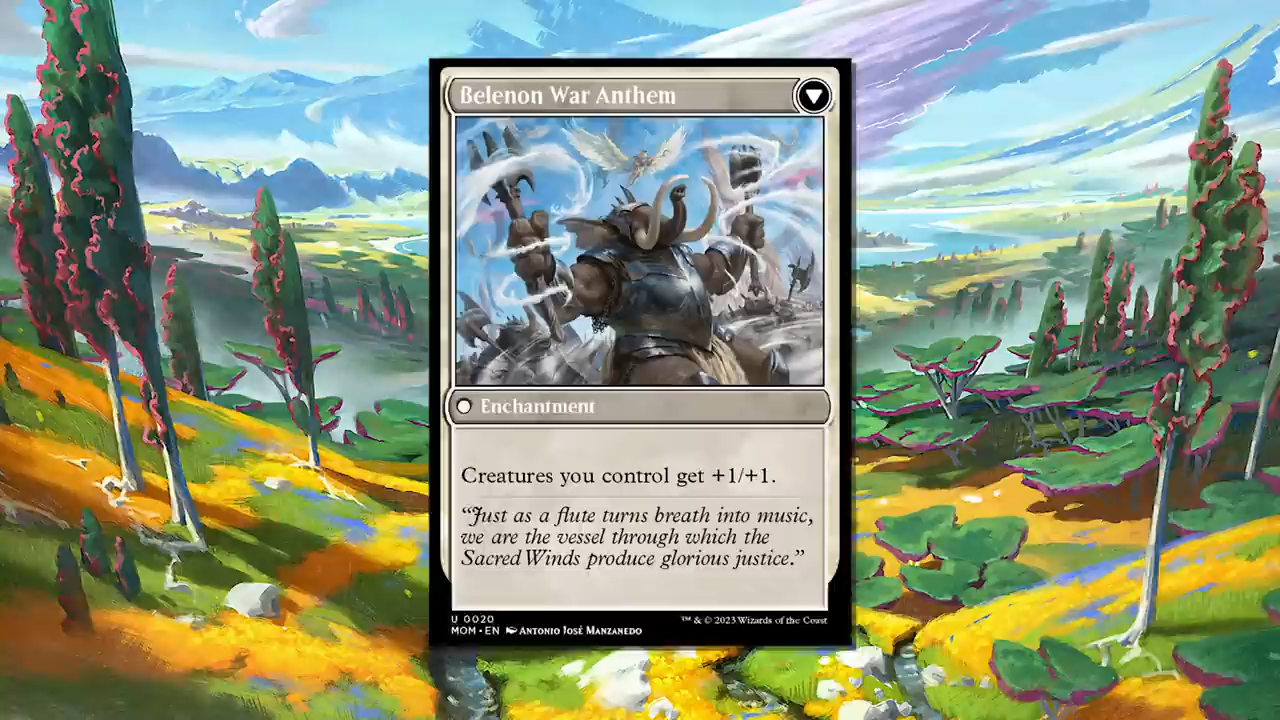 Belenon War Anthem
Enchantment
Creatures you control get +1/+1.
“Just as a flute turns breath into music,
we are the vessel through which the
Sacred Winds produce glorious justice.”
U 0020
MOM • EN Antonio José Manzanedo
™ & © 2023 Wizards of the Coast